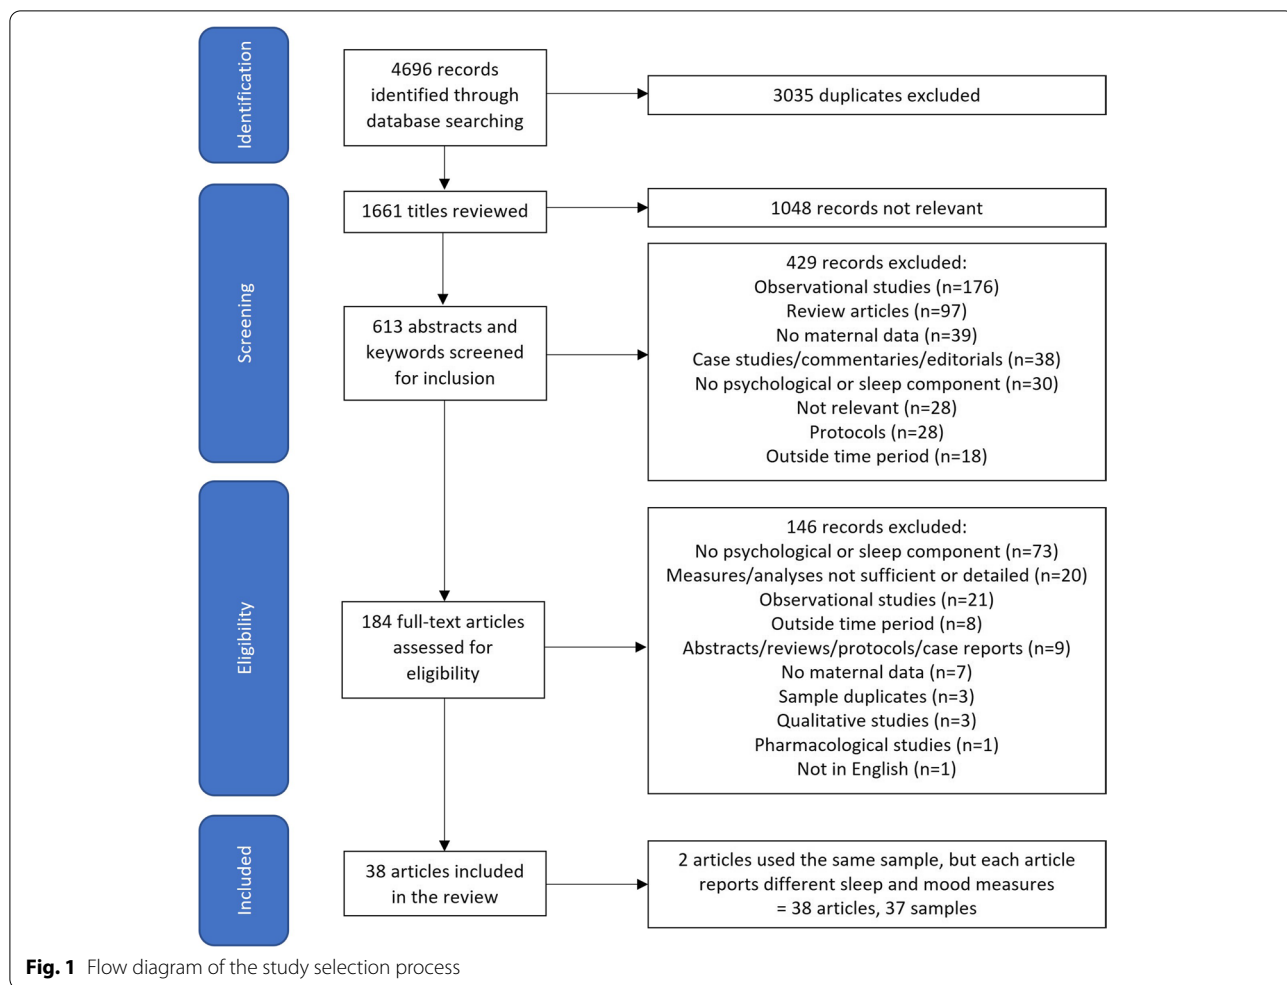 Identification
4696 records
identified through
database searching
3035 duplicates excluded
Screening
1661 titles reviewed
1048 records not relevant
613 abstracts and
keywords screened
for inclusion
429 records excluded:
Observational studies (n=176)
Review articles (n=97)
No maternal data (n=39)
Case studies/commentaries/editorials (n=38)
No psychological or sleep component (n=30)
Not relevant (n=28)
Protocols (n=28)
Outside time period (n=18)
Eligibility
184 full-text articles
assessed for
eligibility
146 records excluded:
No psychological or sleep component (n=73)
Measures/analyses not sufficient or detailed (n=20)
Observational studies (n=21)
Outside time period (n=8)
Abstracts/reviews/protocols/case reports (n=9)
No maternal data (n=7)
Sample duplicates (n=3)
Qualitative studies (n=3)
Pharmacological studies (n=1)
Not in English (n=1)
Included
38 articles included
in the review
2 articles used the same sample, but each article
reports different sleep and mood measures
= 38 articles, 37 samples
Fig. 1 Flow diagram of the study selection process